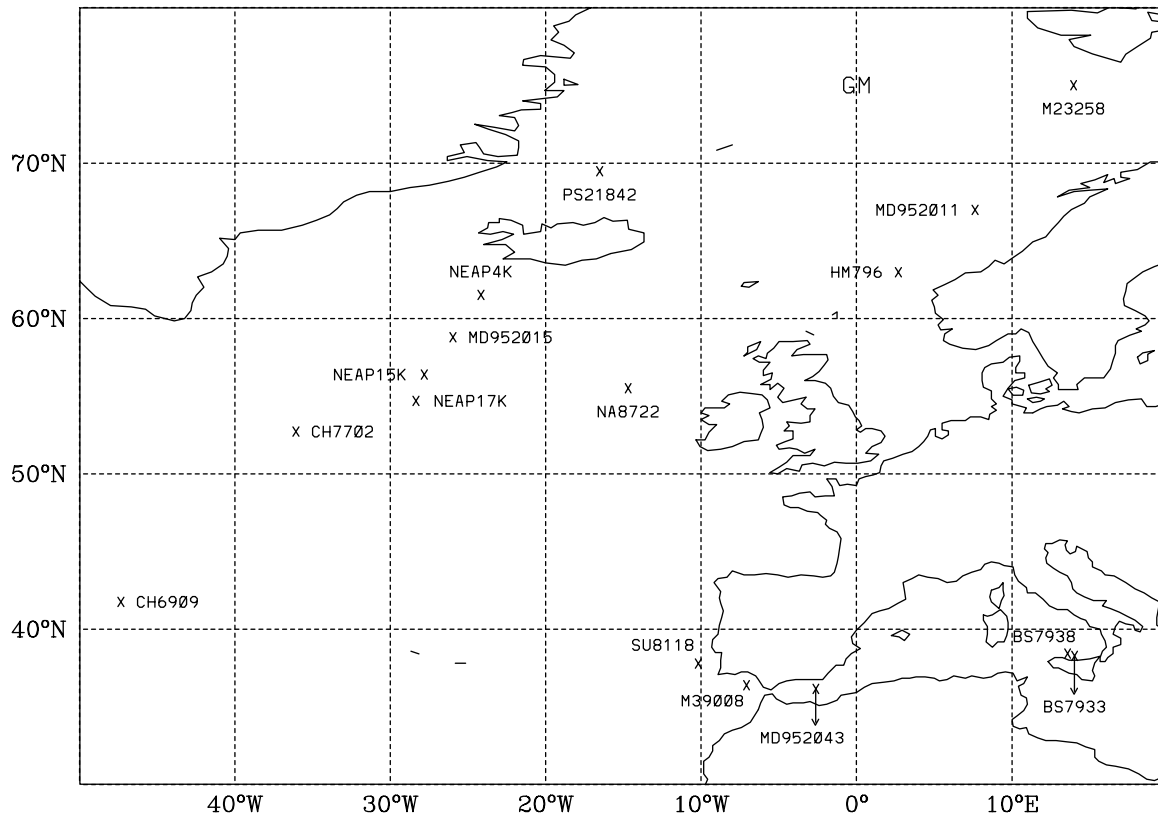 GM
M23258
70°N
PS21842
MD952011
NEAP4K
HM796
60°N
MD952015
NEAP15K
NEAP17K
NA8722
CH7702
50°N
CH6909
40°N
SU8118
BS7938
M39008
BS7933
MD952043
40°W
30°W
20°W
10°W
0°
10°E